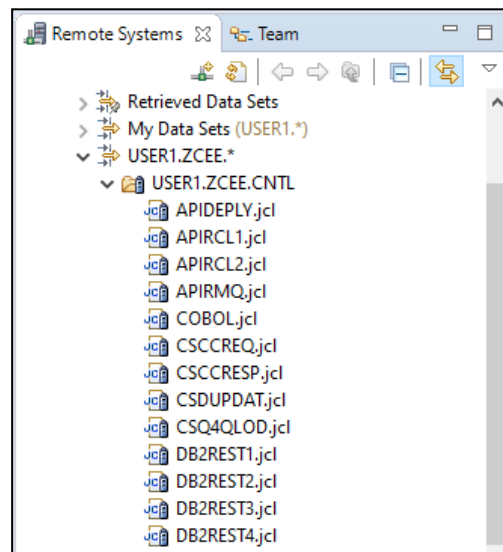 Remote Systems Team
Retrieved Data Sets
My Data Sets (USER1.*)
USER1.ZCEE.*
USER1.ZCEE.CNTL
APIDEPLY.jcl
APIRCL1.jcl
APIRCL2.jcl
APIRMQ.jcl
COBOL.jcl
CSCCREQ.jcl
CSCCRESP.jcl
CSDUPDAT.jcl
CSQ4QLOD.jcl
DB2REST1.jcl
DB2REST2.jcl
DB2REST3.jcl
DB2REST4.jcl